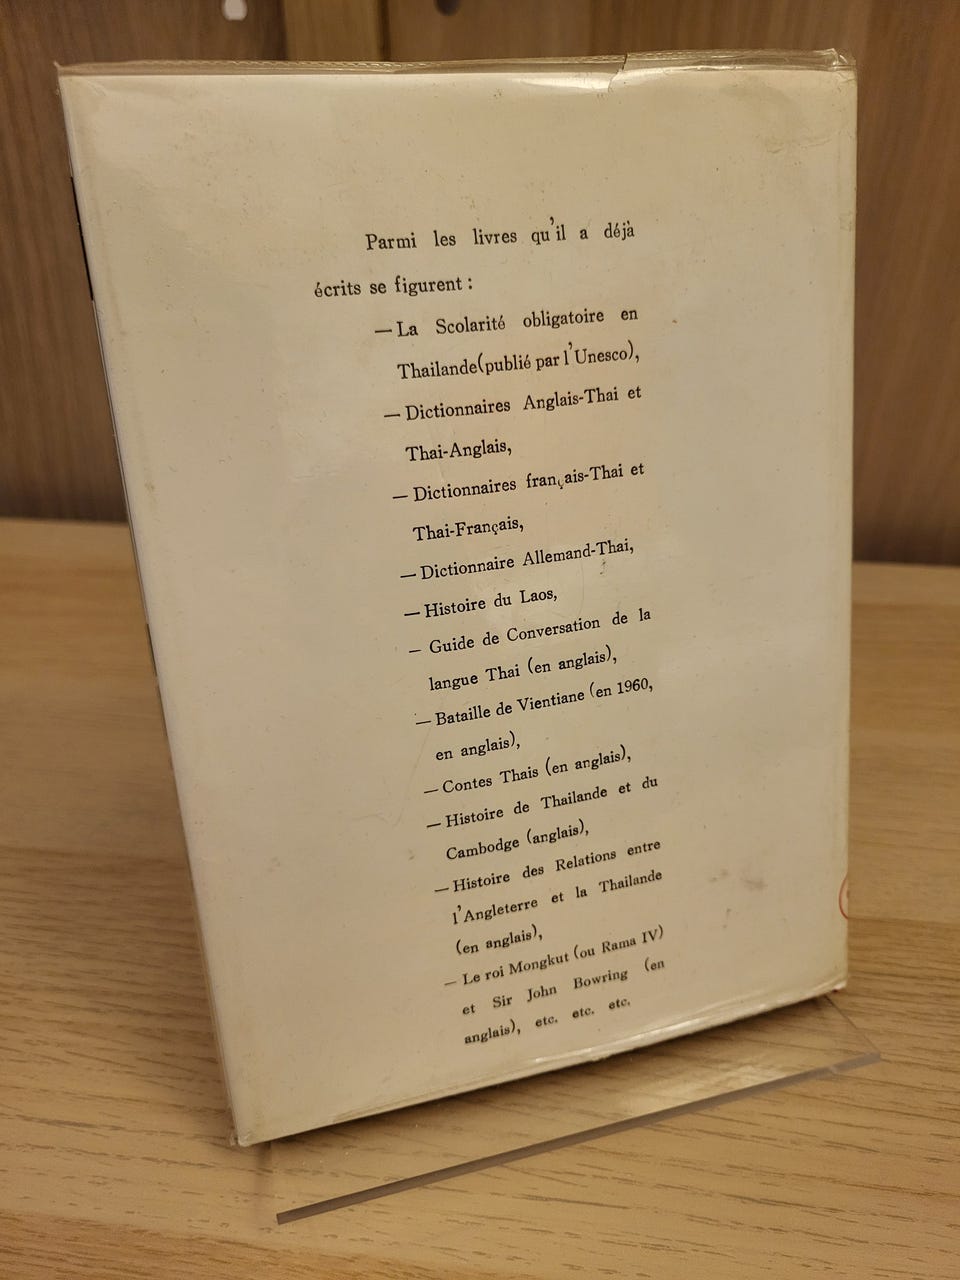 Parmi les livres qu'il a déjà
écrits se figurent :
— La Scolarité obligatoire en
Thailande(publié par l'Unesco),
— Dictionnaires Anglais-Thai et
Thai-Anglais,
— Dictionnaires français-Thai et
Thai-Français,
— Dictionnaire Allemand-Thai,
— Histoire du Laos,
— Guide de Conversation de la
langue Thai (en anglais),
— Bataille de Vientiane (en 1960,
en anglais),
— Contes Thais (en anglais),
— Histoire de Thailande et du
Cambodge (anglais),
— Histoire des Relations entre
l'Angleterre et la Thailande
(en anglais),
— Le roi Mongkut (ou Rama IV)
et Sir John Bowring (en
anglais), etc. etc. etc.